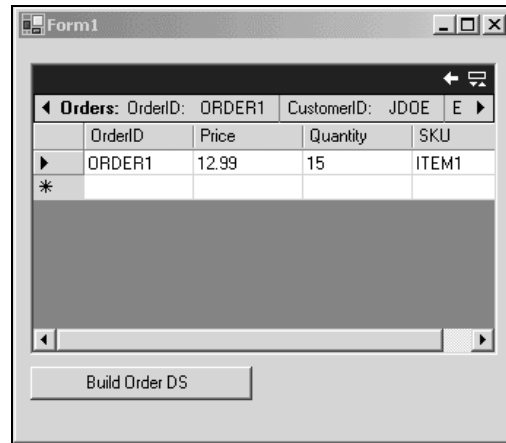 Form1
Orders: OrderID: ORDER1 CustomerID: JDOE E
OrderID Price Quantity SKU
ORDER1 12.99 15 ITEM1
Build Order DS